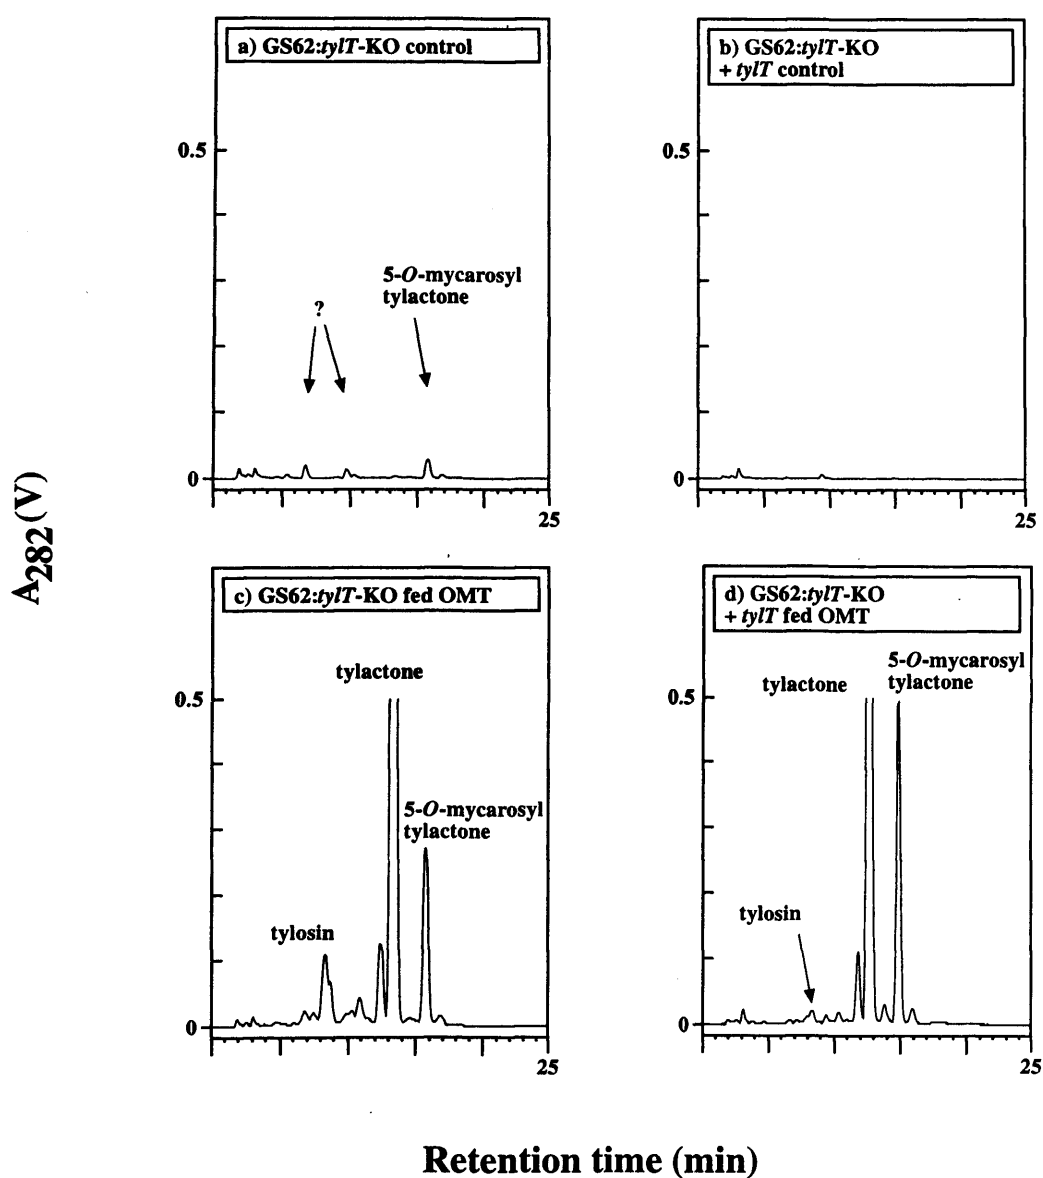 a) GS62:tylT-KO control
0.5
?
5-O-mycarosyl
tylactone
0
25
b) GS62:tylT-KO
+ tylT control
0.5
0
25
A282(V)
c) GS62:tylT-KO fed OMT
0.5
tylactone
5-O-mycarosyl
tylactone
tylosin
0
25
d) GS62:tylT-KO
+ tylT fed OMT
0.5
tylactone
5-O-mycarosyl
tylactone
tylosin
0
25
Retention time (min)